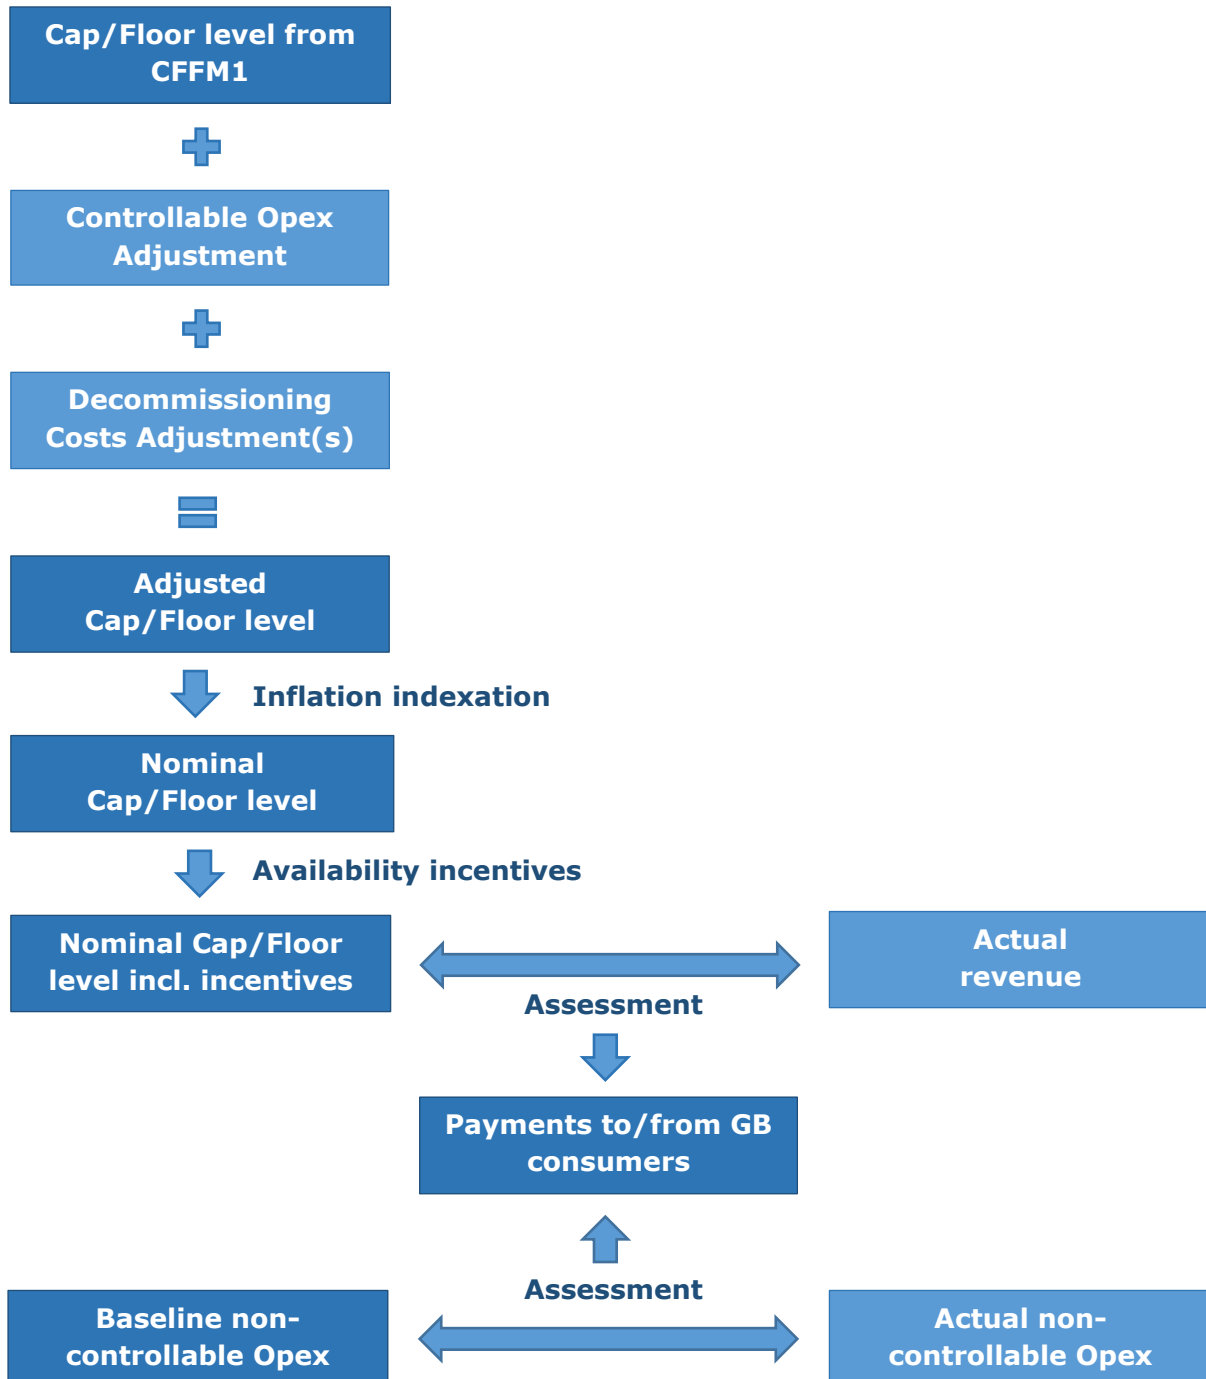 Cap/Floor level from
CFFM1
Controllable Opex
Adjustment
Decommissioning
Costs Adjustment(s)
Adjusted
Cap/Floor level
Inflation indexation
Nominal
Cap/Floor level
Availability incentives
Nominal Cap/Floor
level incl. incentives
Actual
revenue
Assessment
Payments to/from GB
consumers
Assessment
Baseline non-
controllable Opex
Actual non-
controllable Opex